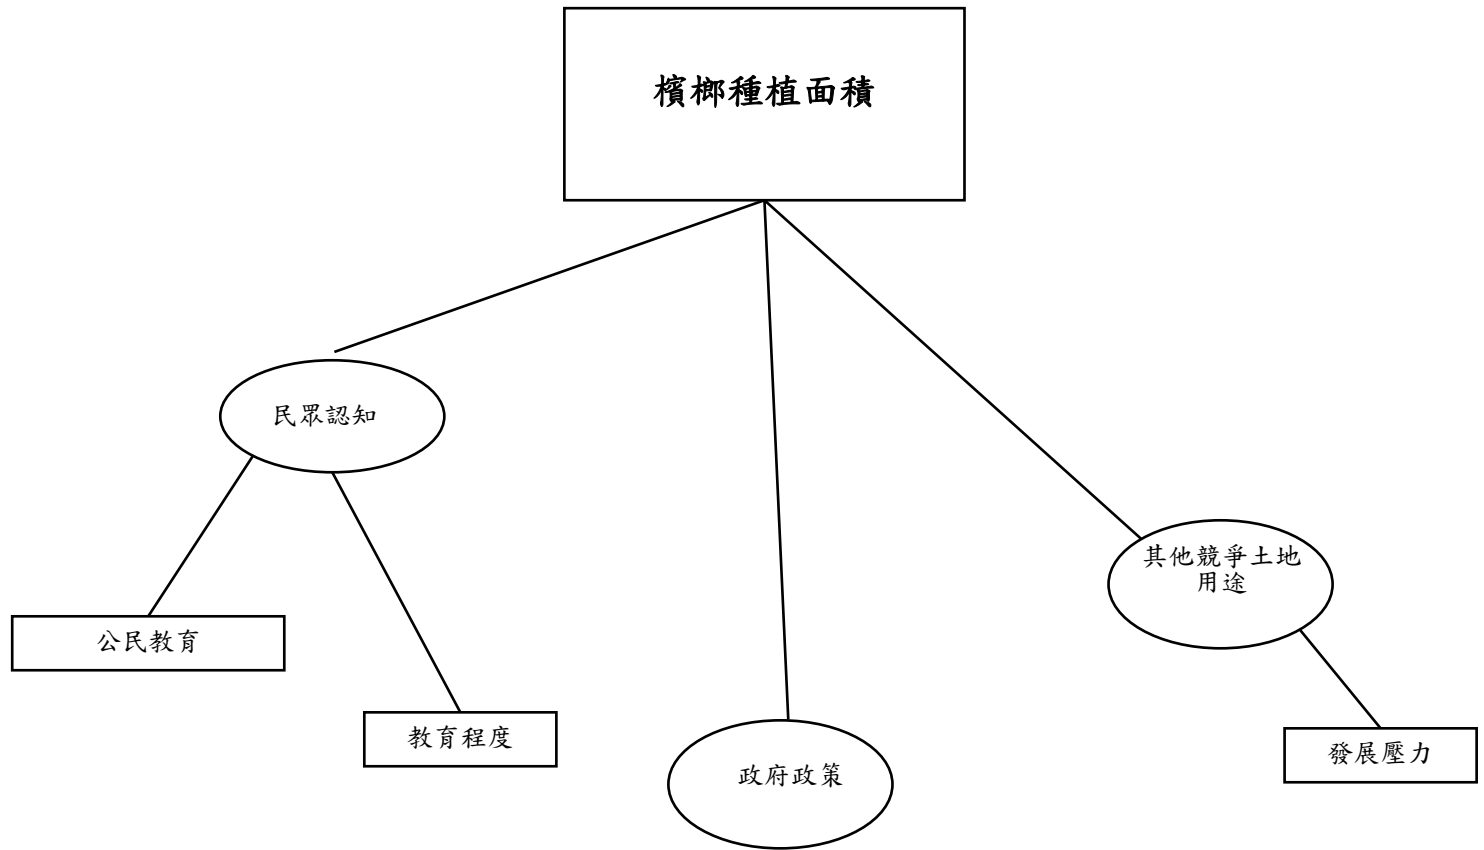 檳榔種植面積
民眾認知
其他競爭土地
用途
公民教育
教育程度
政府政策
發展壓力